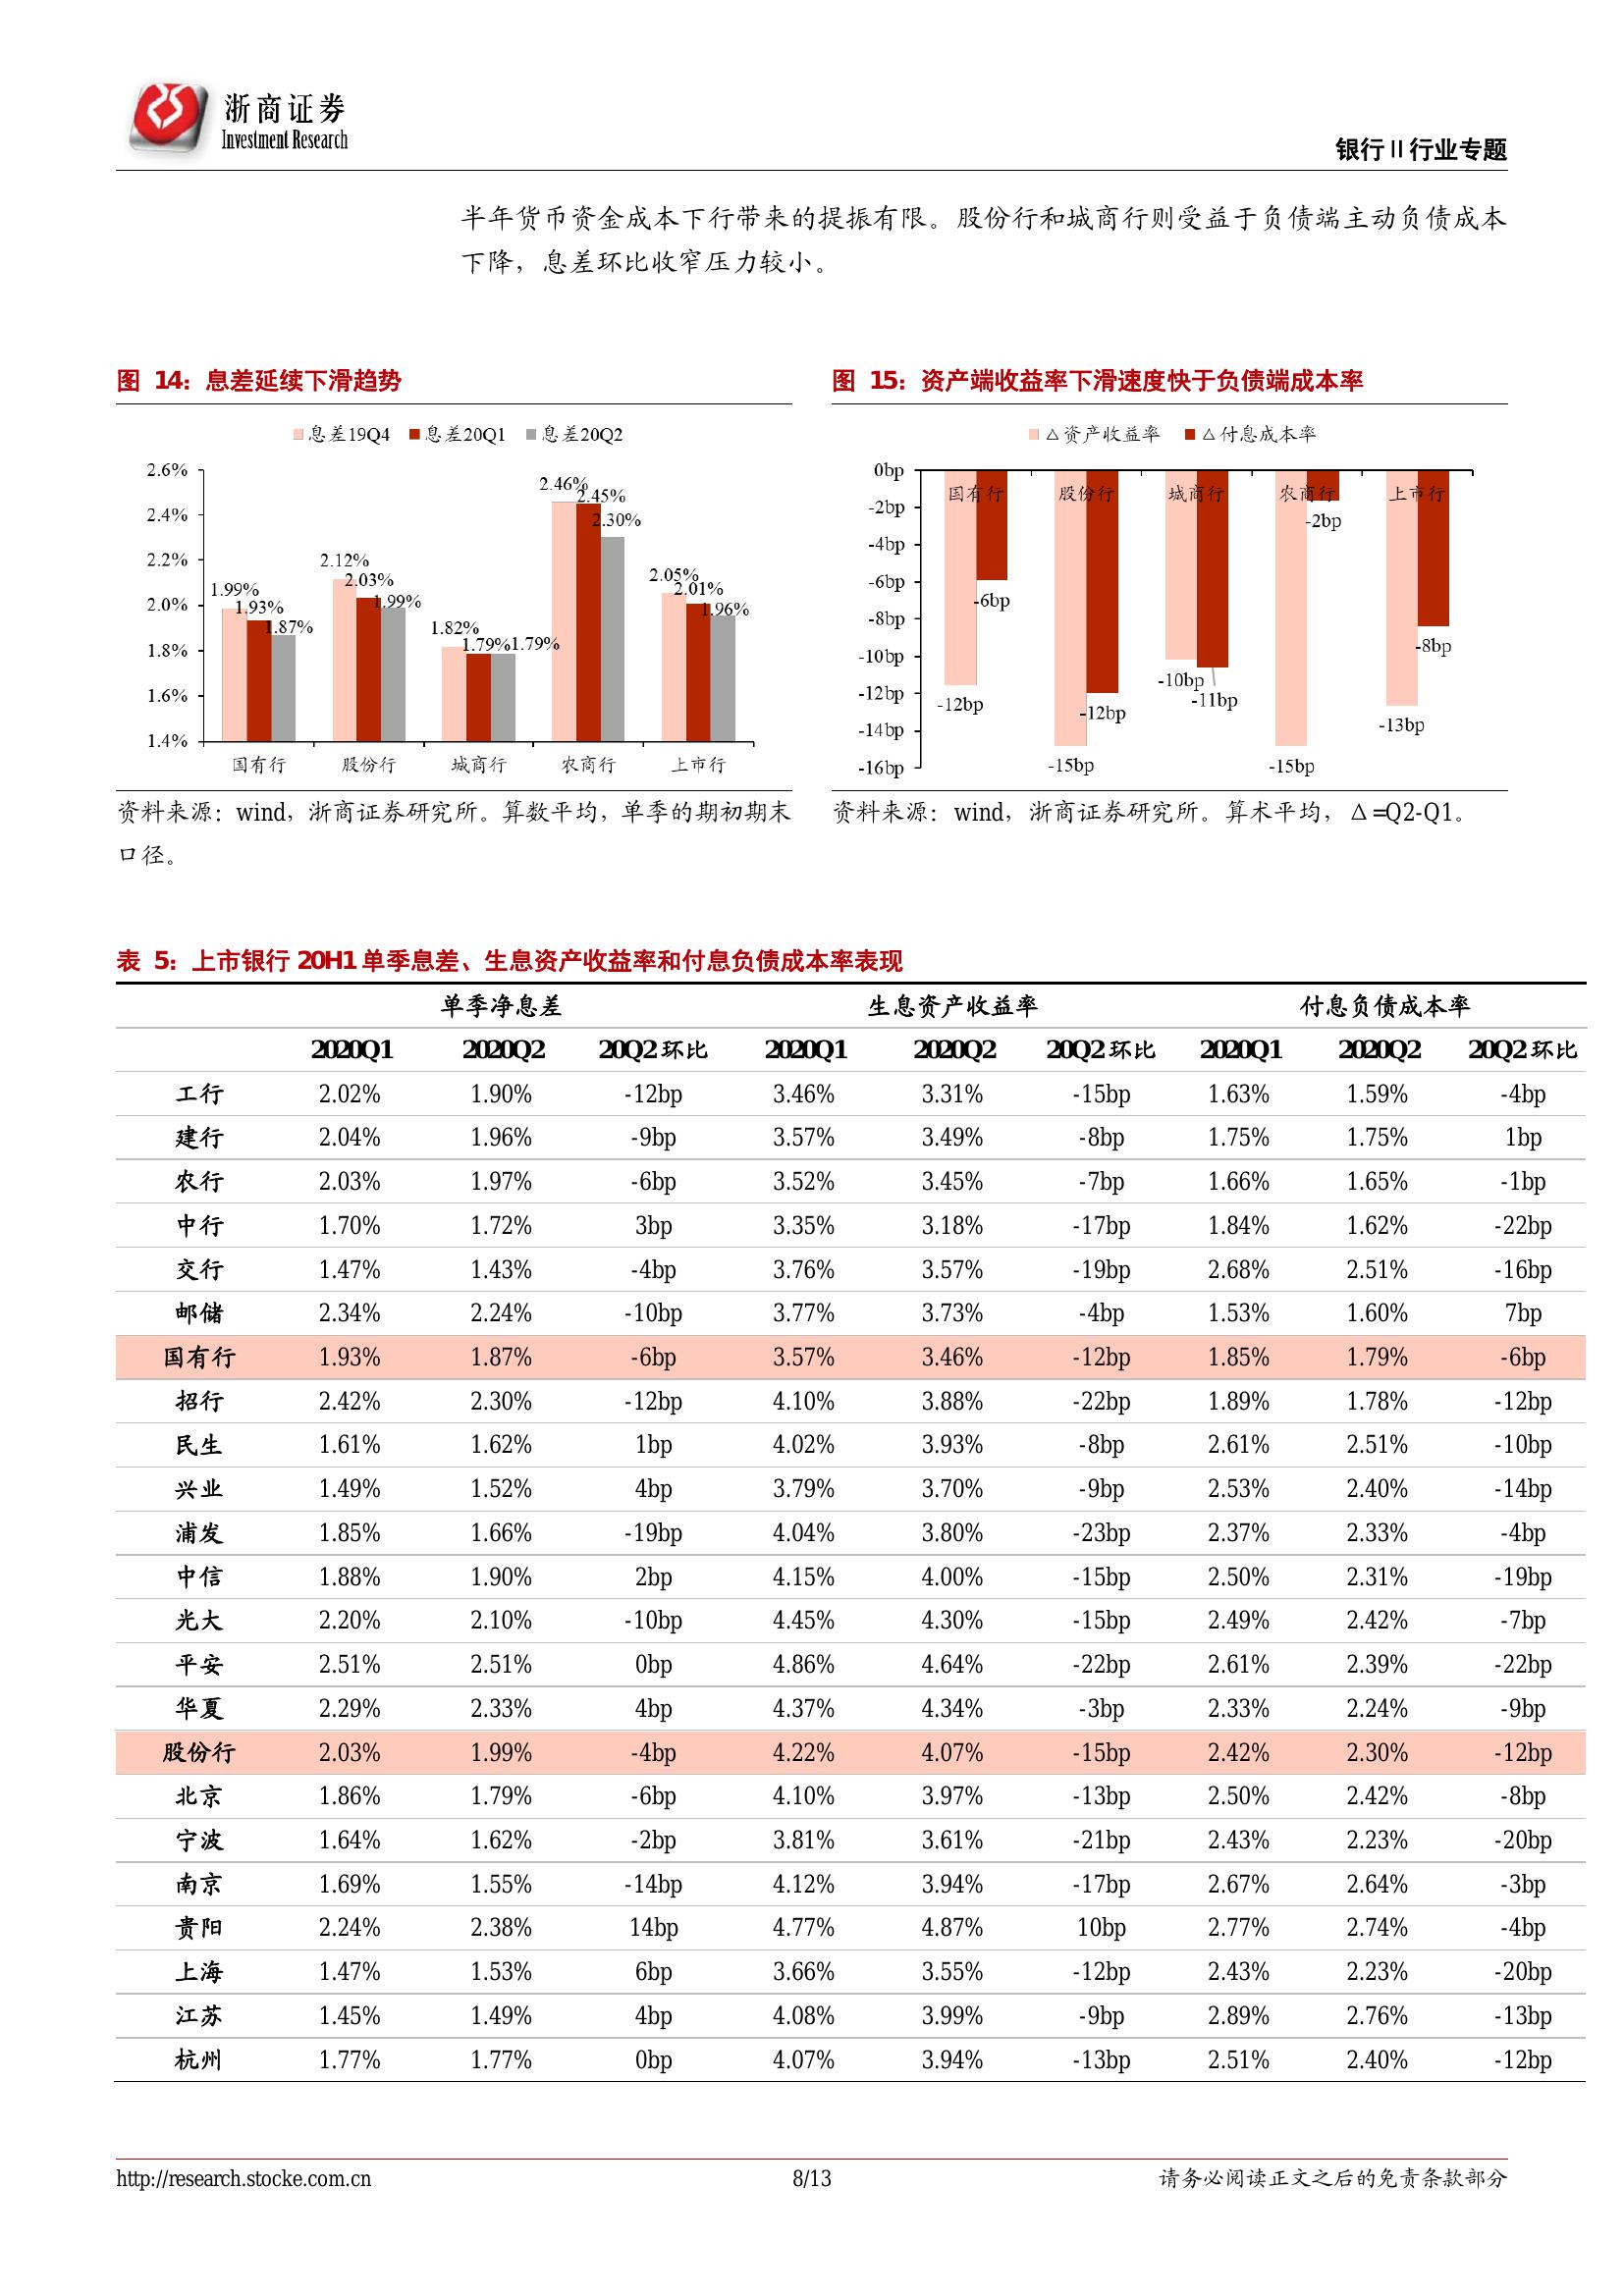 浙商证券
Investment Research
银行Ⅱ行业专题
半年货币资金成本下行带来的提振有限。股份行和城商行则受益于负债端主动负债成本
下降，息差环比收窄压力较小。
图 14：息差延续下滑趋势
息差19Q4 息差20Q1 息差20Q2
2.6%
2.4%
2.2%
2.0%
1.8%
1.6%
1.4%
1.99% 1.93% 1.87%
2.12% 2.03% 1.99%
1.82% 1.79% 1.79%
2.46% 2.45% 2.30%
2.05% 2.01% 1.96%
国有行 股份行 城商行 农商行 上市行
资料来源：wind，浙商证券研究所。算数平均，单季的期初期末
口径。
图 15：资产端收益率下滑速度快于负债端成本率
△资产收益率 △付息成本率
0bp
-2bp
-4bp
-6bp
-8bp
-10bp
-12bp
-14bp
-16bp
国有行 股份行 城商行 农商行 上市行
-12bp -6bp
-15bp -12bp
-10bp -11bp
-15bp -2bp
-13bp -8bp
资料来源：wind，浙商证券研究所。算术平均，Δ=Q2-Q1。
表 5：上市银行 20H1 单季息差、生息资产收益率和付息负债成本率表现
单季净息差 生息资产收益率 付息负债成本率
2020Q1 2020Q2 20Q2 环比 2020Q1 2020Q2 20Q2 环比 2020Q1 2020Q2 20Q2 环比
工行 2.02% 1.90% -12bp 3.46% 3.31% -15bp 1.63% 1.59% -4bp
建行 2.04% 1.96% -9bp 3.57% 3.49% -8bp 1.75% 1.75% 1bp
农行 2.03% 1.97% -6bp 3.52% 3.45% -7bp 1.66% 1.65% -1bp
中行 1.70% 1.72% 3bp 3.35% 3.18% -17bp 1.84% 1.62% -22bp
交行 1.47% 1.43% -4bp 3.76% 3.57% -19bp 2.68% 2.51% -16bp
邮储 2.34% 2.24% -10bp 3.77% 3.73% -4bp 1.53% 1.60% 7bp
国有行 1.93% 1.87% -6bp 3.57% 3.46% -12bp 1.85% 1.79% -6bp
招行 2.42% 2.30% -12bp 4.10% 3.88% -22bp 1.89% 1.78% -12bp
民生 1.61% 1.62% 1bp 4.02% 3.93% -8bp 2.61% 2.51% -10bp
兴业 1.49% 1.52% 4bp 3.79% 3.70% -9bp 2.53% 2.40% -14bp
浦发 1.85% 1.66% -19bp 4.04% 3.80% -23bp 2.37% 2.33% -4bp
中信 1.88% 1.90% 2bp 4.15% 4.00% -15bp 2.50% 2.31% -19bp
光大 2.20% 2.10% -10bp 4.45% 4.30% -15bp 2.49% 2.42% -7bp
平安 2.51% 2.51% 0bp 4.86% 4.64% -22bp 2.61% 2.39% -22bp
华夏 2.29% 2.33% 4bp 4.37% 4.34% -3bp 2.33% 2.24% -9bp
股份行 2.03% 1.99% -4bp 4.22% 4.07% -15bp 2.42% 2.30% -12bp
北京 1.86% 1.79% -6bp 4.10% 3.97% -13bp 2.50% 2.42% -8bp
宁波 1.64% 1.62% -2bp 3.81% 3.61% -21bp 2.43% 2.23% -20bp
南京 1.69% 1.55% -14bp 4.12% 3.94% -17bp 2.67% 2.64% -3bp
贵阳 2.24% 2.38% 14bp 4.77% 4.87% 10bp 2.77% 2.74% -4bp
上海 1.47% 1.53% 6bp 3.66% 3.55% -12bp 2.43% 2.23% -20bp
江苏 1.45% 1.49% 4bp 4.08% 3.99% -9bp 2.89% 2.76% -13bp
杭州 1.77% 1.77% 0bp 4.07% 3.94% -13bp 2.51% 2.40% -12bp
http://research.stocke.com.cn 8/13 请务必阅读正文之后的免责条款部分